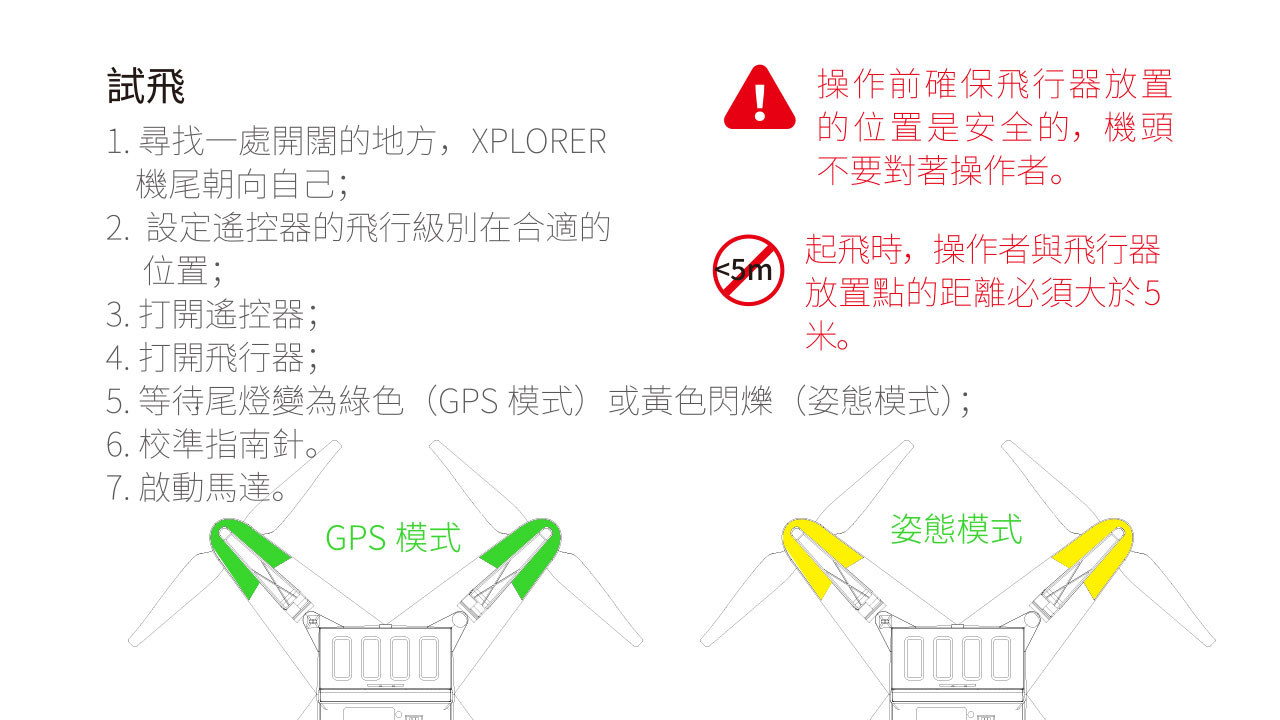 試飛
1. 尋找一處開闊的地方，XPLORER
機尾朝向自己；
2. 設定遙控器的飛行級別在合適的
位置；
3. 打開遙控器；
4. 打開飛行器；
5. 等待尾燈變為綠色（GPS 模式）或黃色閃爍（姿態模式）；
6. 校準指南針。
7. 啟動馬達。
!
操作前確保飛行器放置
的位置是安全的，機頭
不要對著操作者。
<5m
起飛時，操作者與飛行器
放置點的距離必須大於 5
米。
GPS 模式
姿態模式